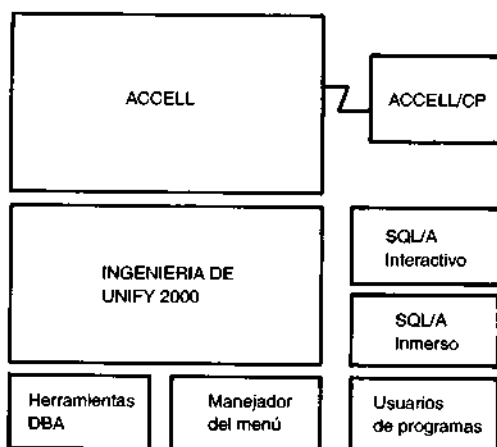 ACCELL
ACCELL/CP
INGENIERIA DE
UNIFY 2000
SQL/A
Interactivo
SQL/A
Inmerso
Herramientas
DBA
Manejador
del menú
Usuarios
de programas